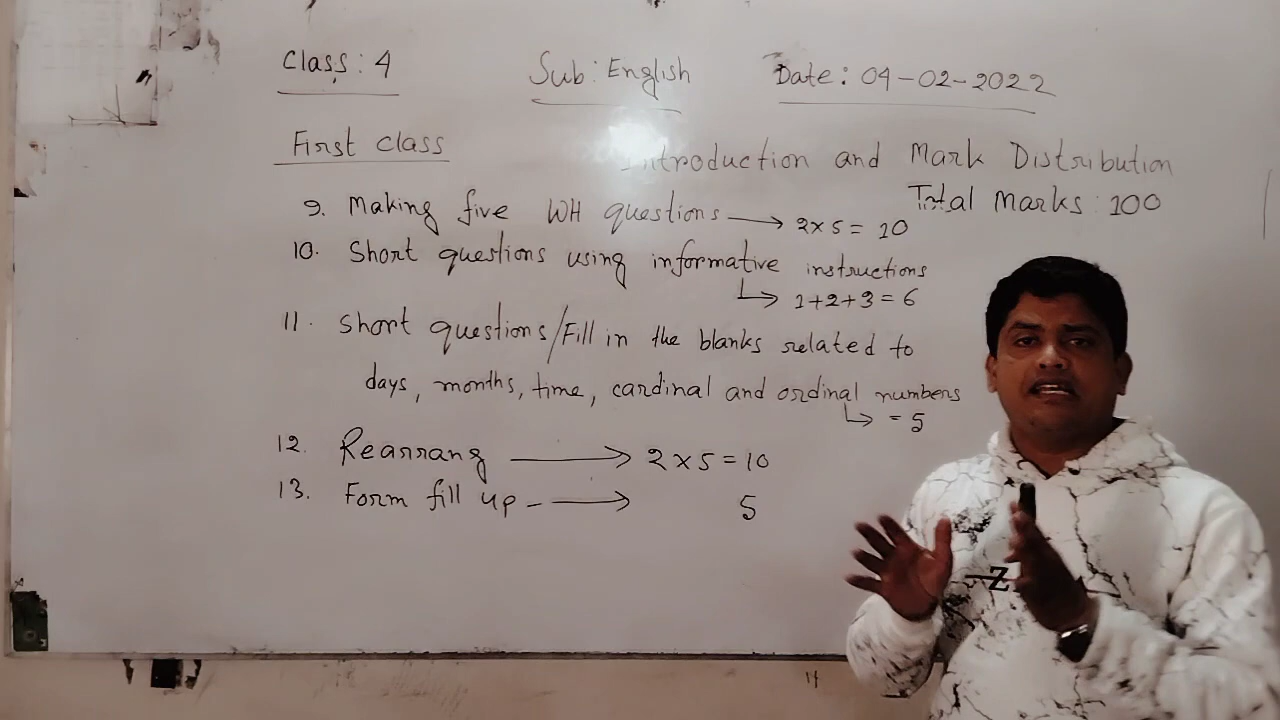 Class: 4 Sub: English Date: 04-02-2022
First class
Introduction and Mark Distribution
Total Marks: 100
9. Making five WH questions → 2×5 = 10
10. Short questions using informative instructions
↳ 1+2+3 = 6
11. Short questions/Fill in the blanks related to
days, months, time, cardinal and ordinal numbers
↳ = 5
12. Rearrang → 2×5 = 10
13. Form fill up - → 5
Z